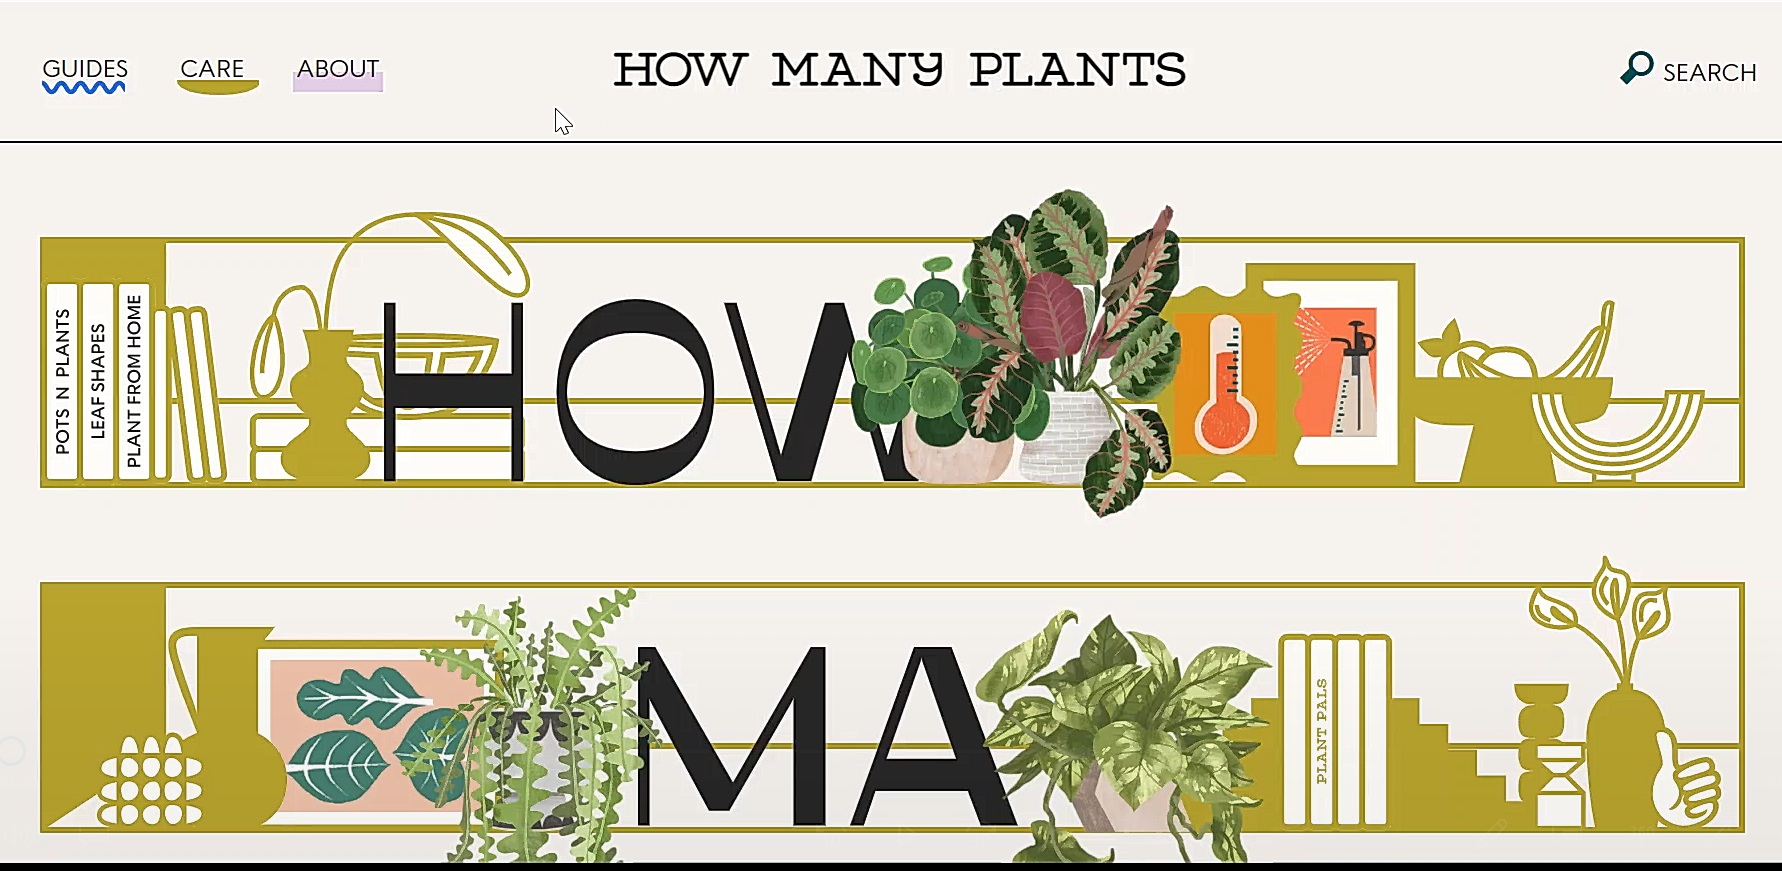 GUIDES
CARE
ABOUT
HOW MANY PLANTS
SEARCH
POTS N PLANTS
LEAF SHAPES
PLANT FROM HOME
HOW
MA
PLANT PALS